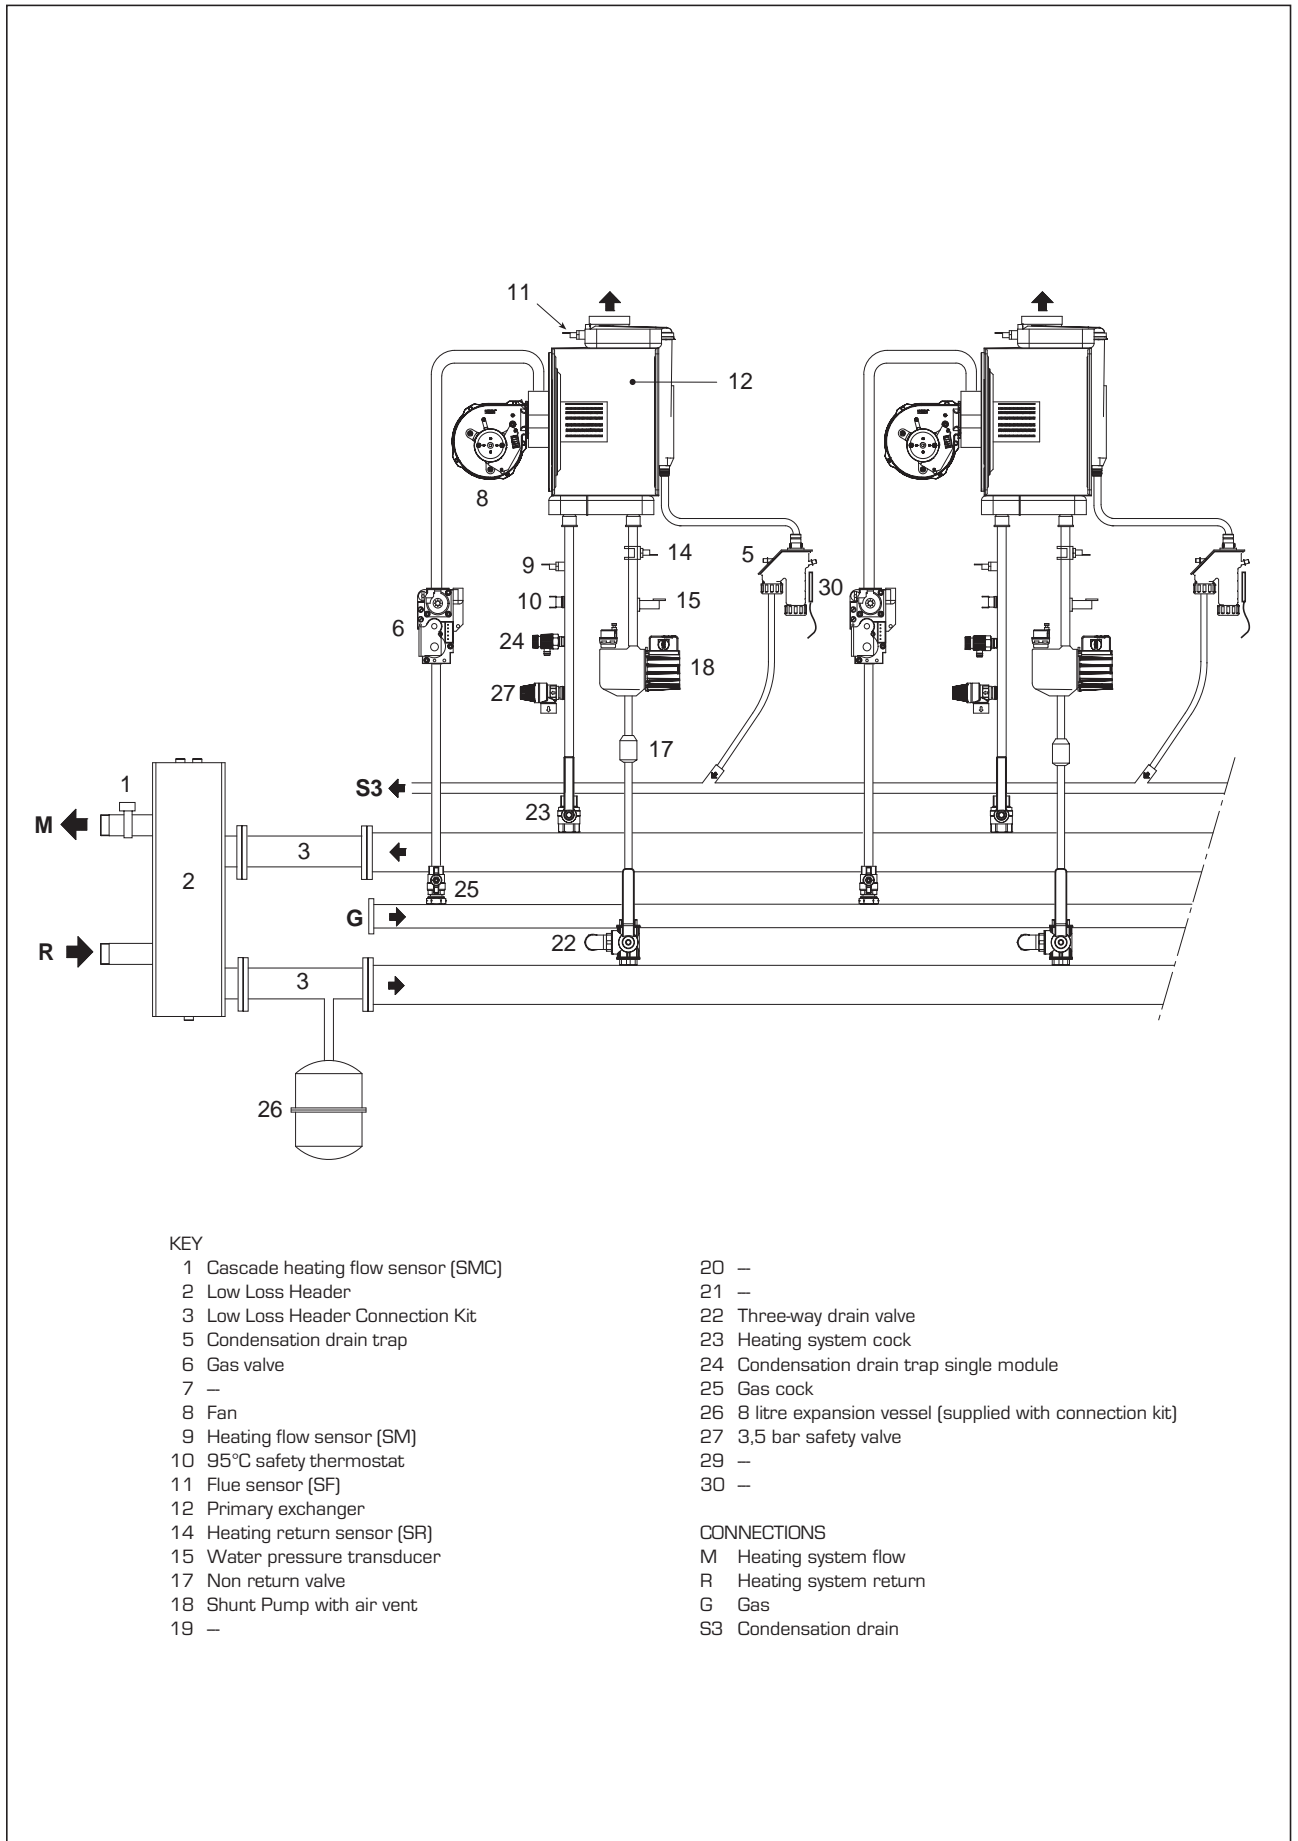 11
12
8
14
5
9
30
10
15
6
24
18
27
17
1
S3
23
M
3
2
25
G
22
R
3
26
KEY
1 Cascade heating flow sensor (SMC)
2 Low Loss Header
3 Low Loss Header Connection Kit
5 Condensation drain trap
6 Gas valve
7 –
8 Fan
9 Heating flow sensor (SM)
10 95°C safety thermostat
11 Flue sensor (SF)
12 Primary exchanger
14 Heating return sensor (SR)
15 Water pressure transducer
17 Non return valve
18 Shunt Pump with air vent
19 –
20 –
21 –
22 Three-way drain valve
23 Heating system cock
24 Condensation drain trap single module
25 Gas cock
26 8 litre expansion vessel (supplied with connection kit)
27 3,5 bar safety valve
29 –
30 –
CONNECTIONS
M Heating system flow
R Heating system return
G Gas
S3 Condensation drain